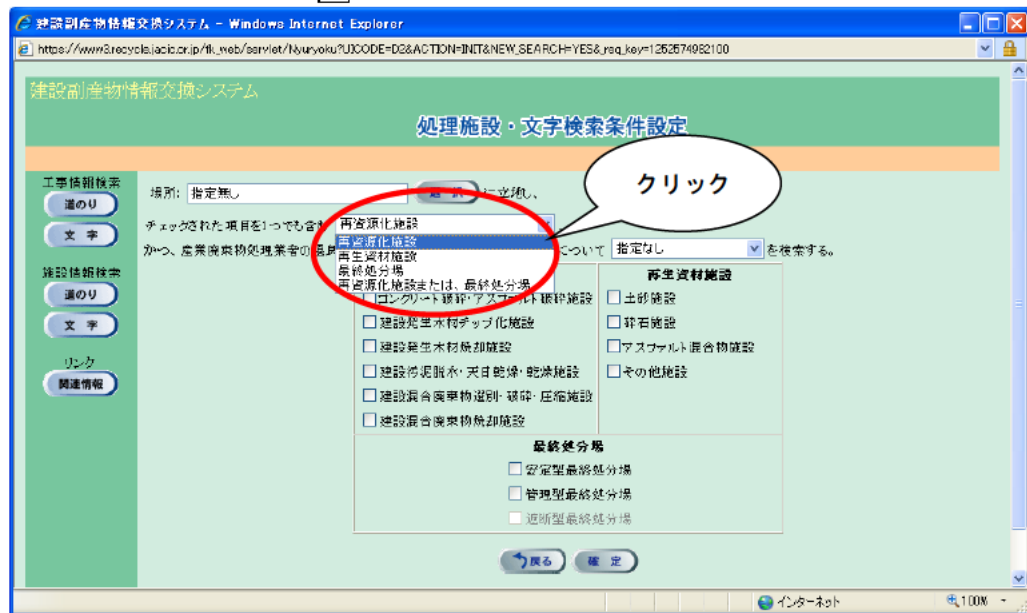 建設副産物情報交換システム - Windows Internet Explorer
https://www3.recycle.jacic.or.jp/fk_web/servlet/Nyuryoku?UICODE=D2&ACTION=INIT&NEW_SEARCH=YES&_req_key=1252574982100
建設副産物情報交換システム
処理施設・文字検索条件設定
クリック
工事情報検索
道のり
文 字
施設情報検索
道のり
文 字
リンク
関連情報
場所: 指定無し 選 択 に立地し、
チェックされた項目を1つでも含む 再資源化施設
再資源化施設
再生資材施設
最終処分場
再資源化施設または、最終処分場
かつ、産業廃棄物処理業者の について 指定なし を検索する。
再生資材施設
コンクリート破砕・アスファルト破砕施設
土砂施設
建設発生木材チップ化施設
砕石施設
建設発生木材焼却施設
アスファルト混合物施設
建設汚泥脱水・天日乾燥・乾燥施設
その他施設
建設混合廃棄物選別・破砕・圧縮施設
建設混合廃棄物焼却施設
最終処分場
安定型最終処分場
管理型最終処分場
遮断型最終処分場
戻る 確 定
インターネット 100%